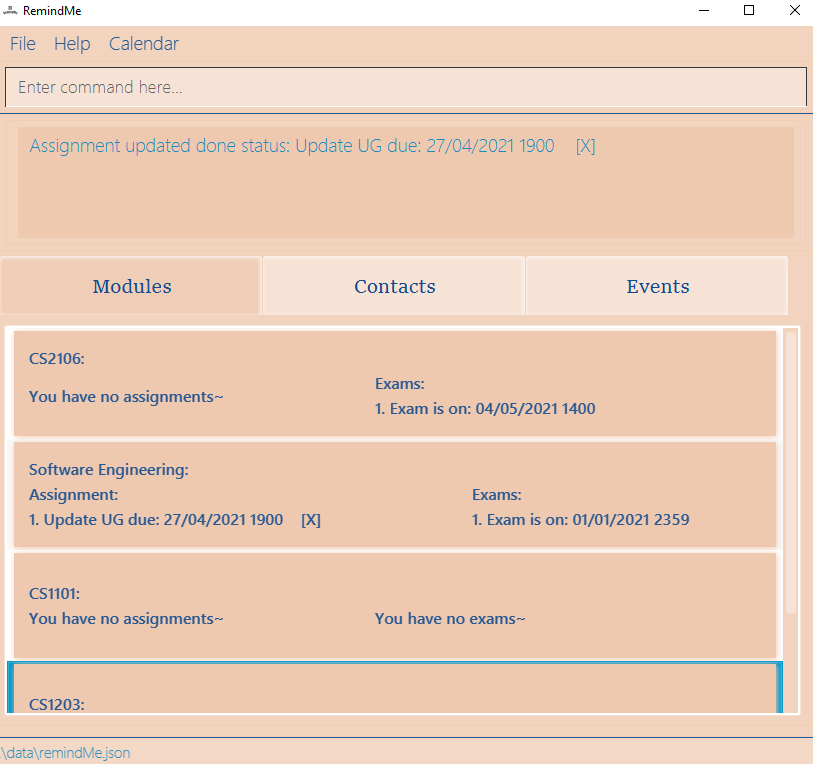 RemindMe
File Help Calendar
Enter command here...
Assignment updated done status: Update UG due: 27/04/2021 1900 [X]
Modules Contacts Events
CS2106:
You have no assignments~
Exams:
1. Exam is on: 04/05/2021 1400
Software Engineering:
Assignment:
1. Update UG due: 27/04/2021 1900 [X]
Exams:
1. Exam is on: 01/01/2021 2359
CS1101:
You have no assignments~
You have no exams~
CS1203:
.\data\remindMe.json